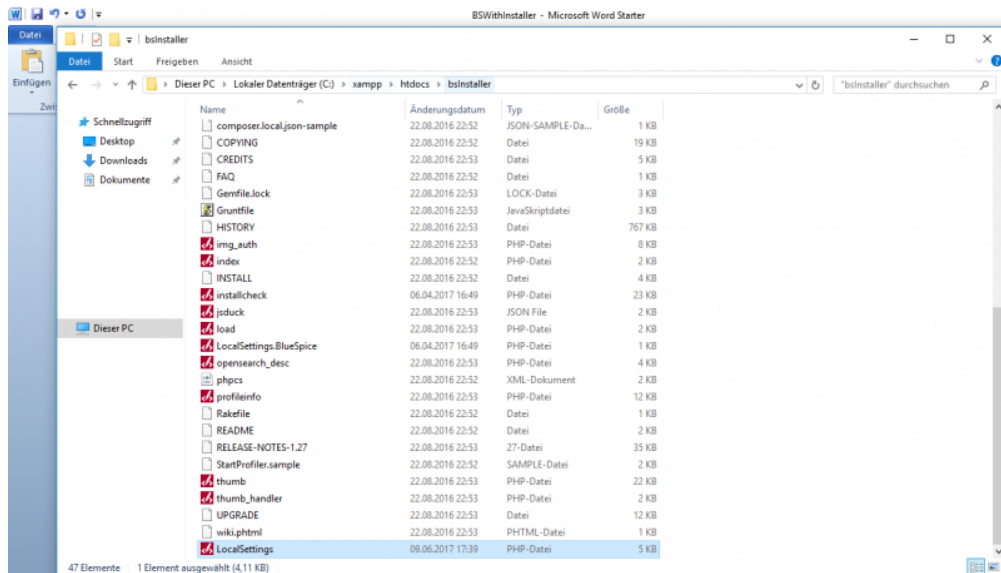 BSWithInstaller - Microsoft Word Starter
Datei
bsInstaller
Datei Start Freigeben Ansicht
Einfügen
Dieser PC > Lokaler Datenträger (C:) > xampp > htdocs > bsInstaller
"bsInstaller" durchsuchen
Schnellzugriff
Desktop
Downloads
Dokumente
Dieser PC
Name Änderungsdatum Typ Größe
composer.local.json-sample 22.08.2016 22:52 JSON-SAMPLE-Da... 1 KB
COPYING 22.08.2016 22:52 Datei 19 KB
CREDITS 22.08.2016 22:53 Datei 5 KB
FAQ 22.08.2016 22:52 Datei 1 KB
Gemfile.lock 22.08.2016 22:53 LOCK-Datei 3 KB
Gruntfile 22.08.2016 22:53 JavaSkriptdatei 3 KB
HISTORY 22.08.2016 22:53 Datei 767 KB
img_auth 22.08.2016 22:53 PHP-Datei 8 KB
index 22.08.2016 22:52 PHP-Datei 2 KB
INSTALL 22.08.2016 22:52 Datei 4 KB
installcheck 06.04.2017 16:49 PHP-Datei 23 KB
jsduck 22.08.2016 22:53 JSON File 2 KB
load 22.08.2016 22:53 PHP-Datei 2 KB
LocalSettings.BlueSpice 06.04.2017 16:49 PHP-Datei 1 KB
opensearch_desc 22.08.2016 22:53 PHP-Datei 4 KB
phpcs 22.08.2016 22:52 XML-Dokument 2 KB
profileinfo 22.08.2016 22:53 PHP-Datei 12 KB
Rakefile 22.08.2016 22:52 Datei 1 KB
README 22.08.2016 22:52 Datei 2 KB
RELEASE-NOTES-1.27 22.08.2016 22:53 27-Datei 35 KB
StartProfiler.sample 22.08.2016 22:52 SAMPLE-Datei 2 KB
thumb 22.08.2016 22:53 PHP-Datei 22 KB
thumb_handler 22.08.2016 22:53 PHP-Datei 2 KB
UPGRADE 22.08.2016 22:53 Datei 12 KB
wiki.phtml 22.08.2016 22:53 PHTML-Datei 1 KB
LocalSettings 09.06.2017 17:39 PHP-Datei 5 KB
47 Elemente 1 Element ausgewählt (4,11 KB)